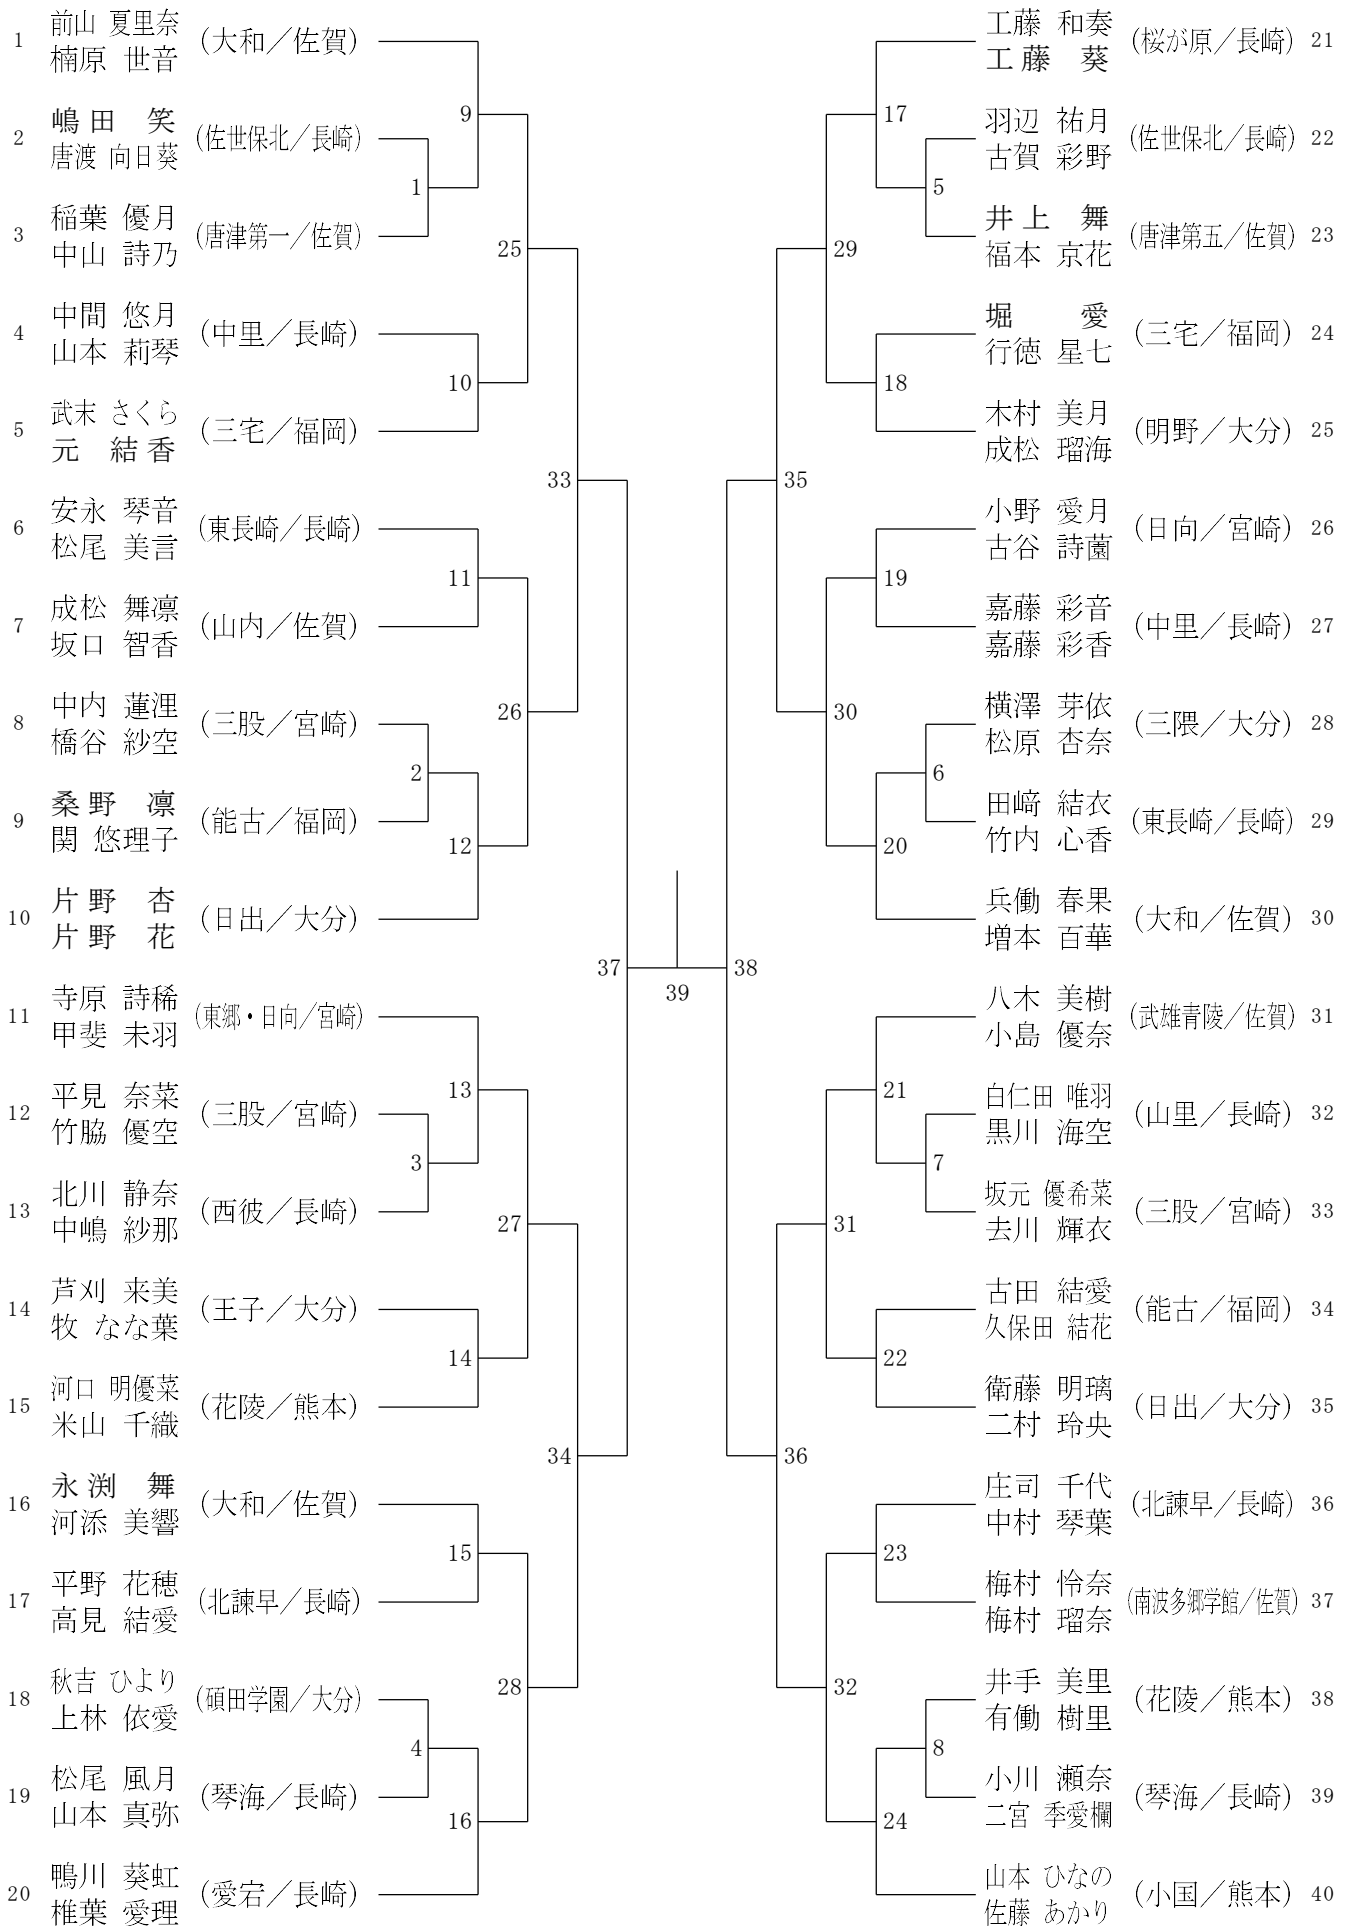 1 前山 夏里奈 (大和／佐賀)
楠原 世音
2 嶋田 笑 (佐世保北／長崎)
唐渡 向日葵
3 稲葉 優月 (唐津第一／佐賀)
中山 詩乃
4 中間 悠月 (中里／長崎)
山本 莉琴
5 武末 さくら (三宅／福岡)
元 結香
6 安永 琴音 (東長崎／長崎)
松尾 美言
7 成松 舞凛 (山内／佐賀)
坂口 智香
8 中内 蓮浬 (三股／宮崎)
橋谷 紗空
9 桑野 凛 (能古／福岡)
関 悠理子
10 片野 杏 (日出／大分)
片野 花
11 寺原 詩稀 (東郷・日向／宮崎)
甲斐 未羽
12 平見 奈菜 (三股／宮崎)
竹脇 優空
13 北川 静奈 (西彼／長崎)
中嶋 紗那
14 芦刈 来美 (王子／大分)
牧 なな葉
15 河口 明優菜 (花陵／熊本)
米山 千織
16 永渕 舞 (大和／佐賀)
河添 美響
17 平野 花穂 (北諫早／長崎)
高見 結愛
18 秋吉 ひより (碩田学園／大分)
上林 依愛
19 松尾 風月 (琴海／長崎)
山本 真弥
20 鴨川 葵虹 (愛宕／長崎)
椎葉 愛理
1
2
3
4
9
10
11
12
13
14
15
16
25
26
27
28
33
34
37
39
38
35
36
29
30
31
32
17
18
19
20
21
22
23
24
5
6
7
8
工藤 和奏 (桜が原／長崎) 21
工藤 葵
羽辺 祐月 (佐世保北／長崎) 22
古賀 彩野
井上 舞 (唐津第五／佐賀) 23
福本 京花
堀 愛 (三宅／福岡) 24
行徳 星七
木村 美月 (明野／大分) 25
成松 瑠海
小野 愛月 (日向／宮崎) 26
古谷 詩薗
嘉藤 彩音 (中里／長崎) 27
嘉藤 彩香
横澤 芽依 (三隈／大分) 28
松原 杏奈
田﨑 結衣 (東長崎／長崎) 29
竹内 心香
兵働 春果 (大和／佐賀) 30
増本 百華
八木 美樹 (武雄青陵／佐賀) 31
小島 優奈
白仁田 唯羽 (山里／長崎) 32
黒川 海空
坂元 優希菜 (三股／宮崎) 33
去川 輝衣
古田 結愛 (能古／福岡) 34
久保田 結花
衛藤 明璃 (日出／大分) 35
二村 玲央
庄司 千代 (北諫早／長崎) 36
中村 琴葉
梅村 怜奈 (南波多郷学館／佐賀) 37
梅村 瑠奈
井手 美里 (花陵／熊本) 38
有働 樹里
小川 瀬奈 (琴海／長崎) 39
二宮 季愛欄
山本 ひなの (小国／熊本) 40
佐藤 あかり